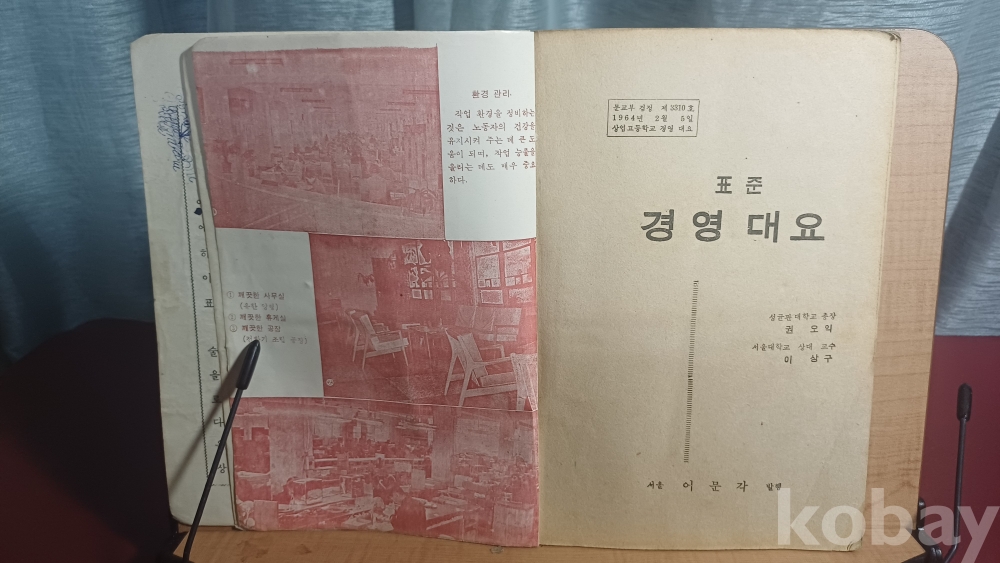 환경 관리
작업 환경을 정비하는
것은 노동자의 건강을
유지시켜 주는 데 큰 도
움이 되며, 작업 능률을
올리는 데도 매우 중요
하다.
① 깨끗한 사무실
② 깨끗한 휴게실
③ 깨끗한 공장
문교부 검정 제 3310 호
1964년 2월 5일
상업고등학교 경영 대요
표준
경영 대요
성균관대학교 총장
권 오 익
서울대학교 상대 교수
이 상 구
서울 어 문 각 발행
kobay